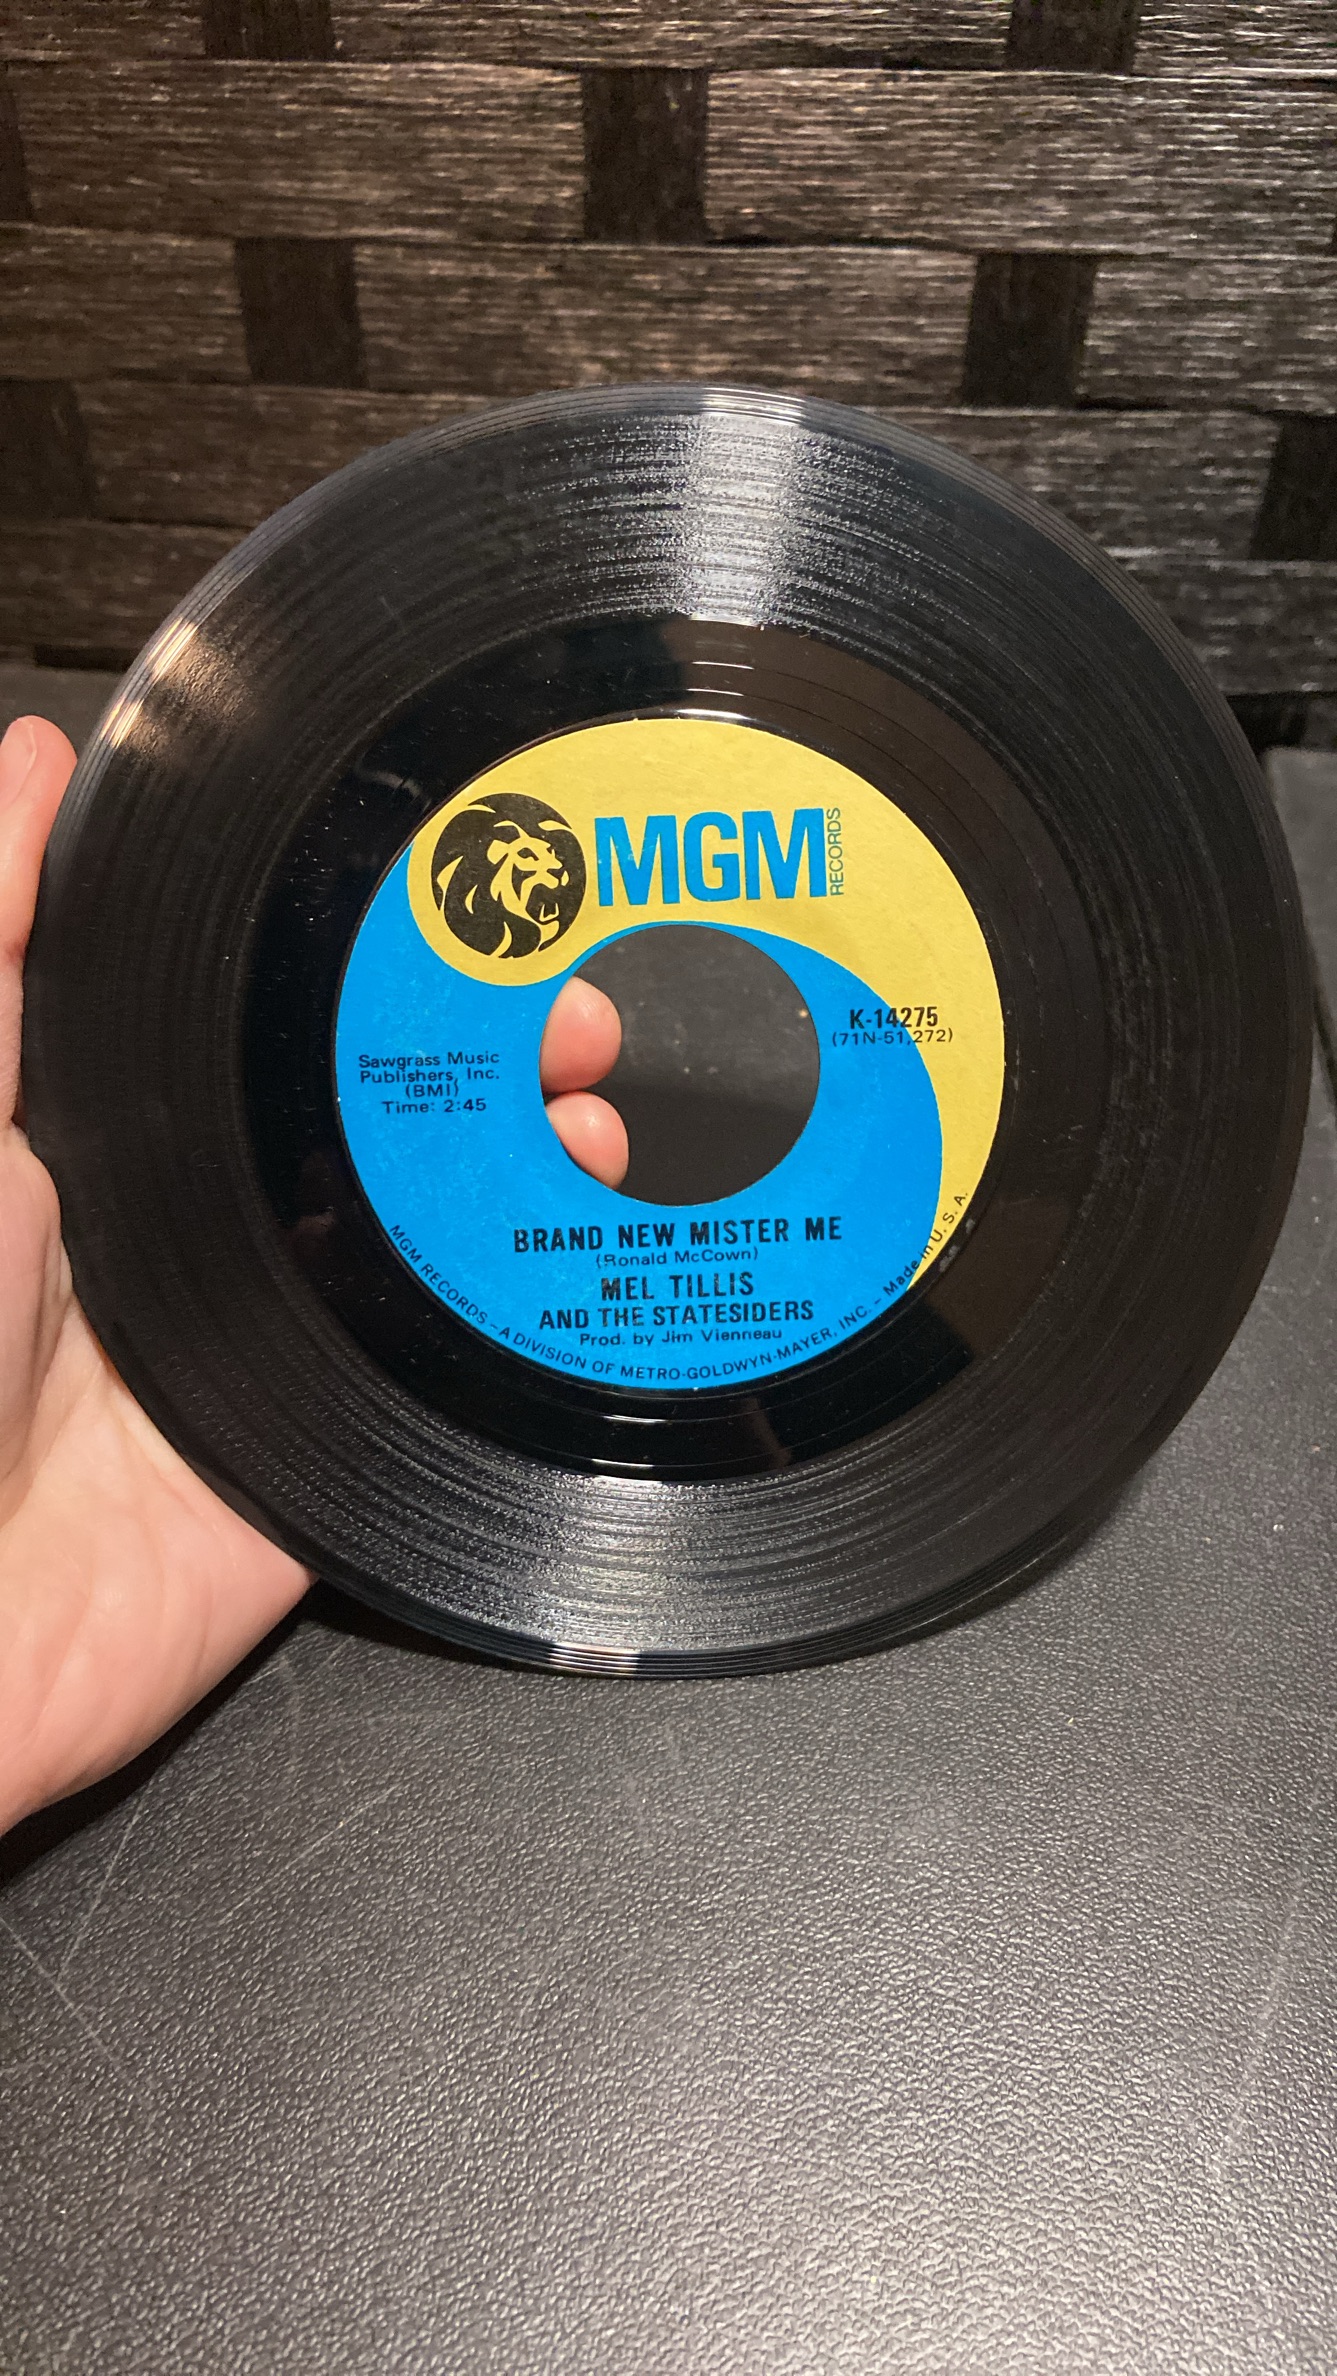 MGM RECORDS
K-14275
(71N-51,272)
Sawgrass Music
Publishers, Inc.
(BMI)
Time: 2:45
BRAND NEW MISTER ME
(Ronald McCown)
MEL TILLIS
AND THE STATESIDERS
Prod. by Jim Vienneau
MGM RECORDS – A DIVISION OF METRO-GOLDWYN-MAYER, INC. – Made in U. S. A.